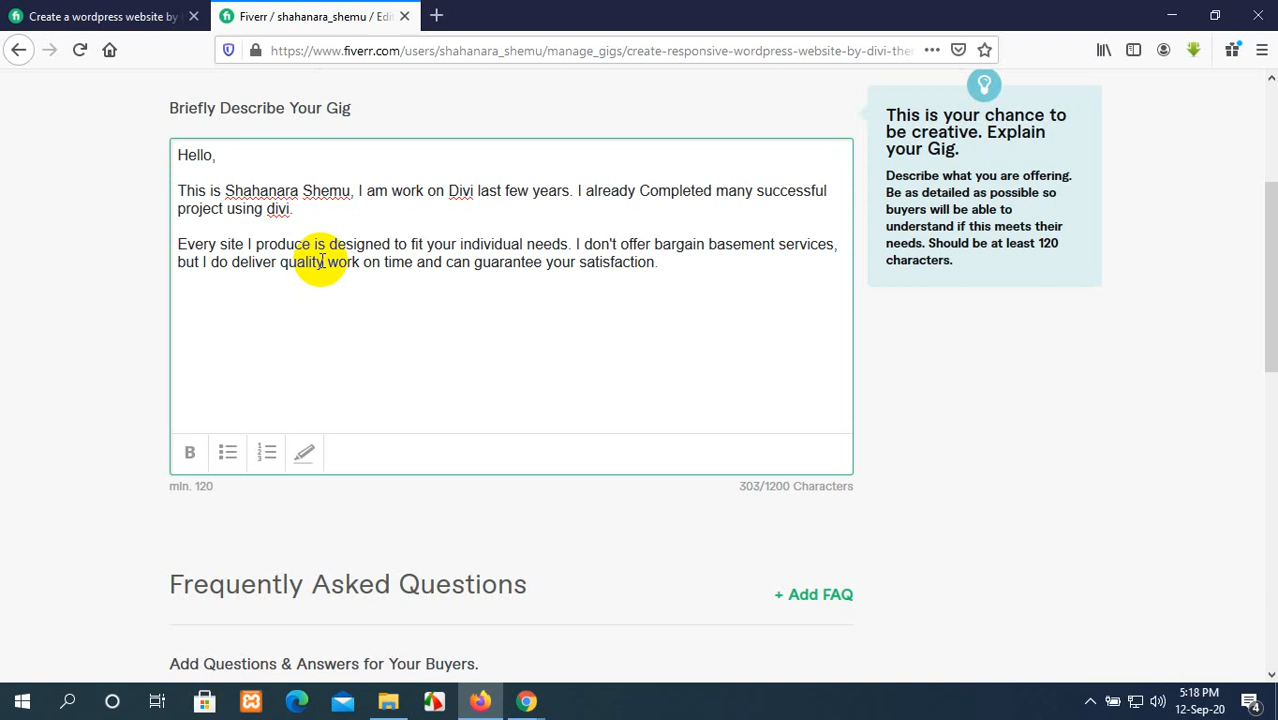 Create a wordpress website by
Fiverr / shahanara_shemu / Edi
https://www.fiverr.com/users/shahanara_shemu/manage_gigs/create-responsive-wordpress-website-by-divi-the
Briefly Describe Your Gig
Hello,
This is Shahanara Shemu, I am work on Divi last few years. I already Completed many successful
project using divi.
Every site I produce is designed to fit your individual needs. I don't offer bargain basement services,
but I do deliver quality work on time and can guarantee your satisfaction.
B
min. 120
303/1200 Characters
This is your chance to
be creative. Explain
your Gig.
Describe what you are offering.
Be as detailed as possible so
buyers will be able to
understand if this meets their
needs. Should be at least 120
characters.
Frequently Asked Questions
+ Add FAQ
Add Questions & Answers for Your Buyers.
5:18 PM
12-Sep-20
4